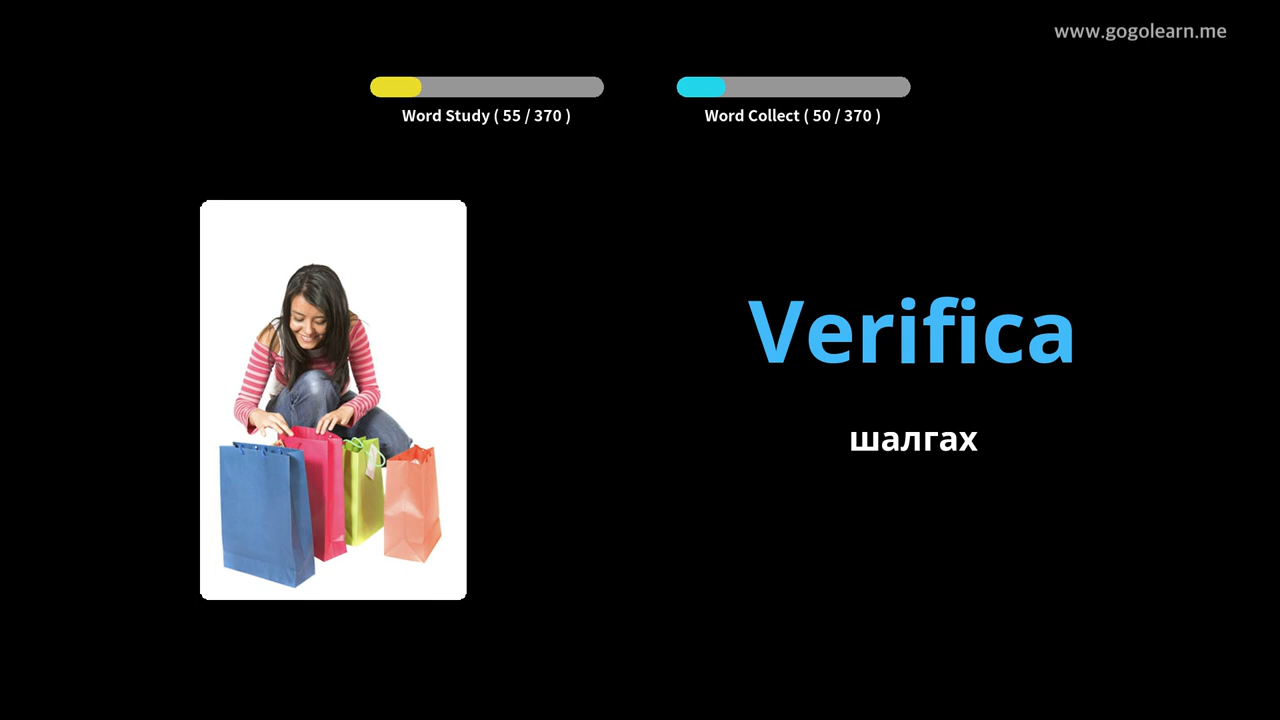 www.gogolearn.me
Word Study ( 55 / 370 )
Word Collect ( 50 / 370 )
Verifica
шалгах